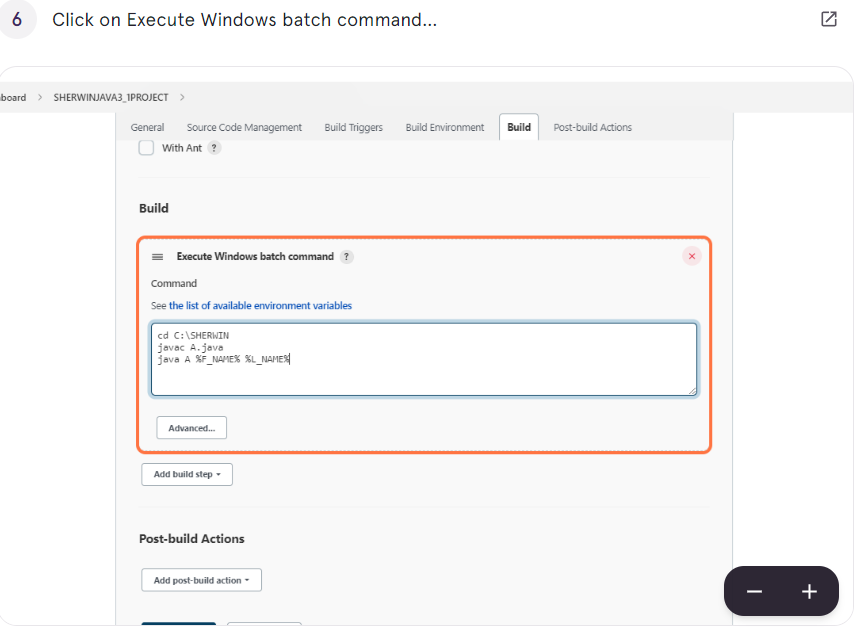 6 Click on Execute Windows batch command...
board > SHERWINJAVA3_1PROJECT >
General Source Code Management Build Triggers Build Environment Build Post-build Actions
With Ant ?
Build
Execute Windows batch command ?
Command
See the list of available environment variables
cd C:\SHERWIN
javac A.java
java A %F_NAME% %L_NAME%
Advanced...
Add build step
Post-build Actions
Add post-build action